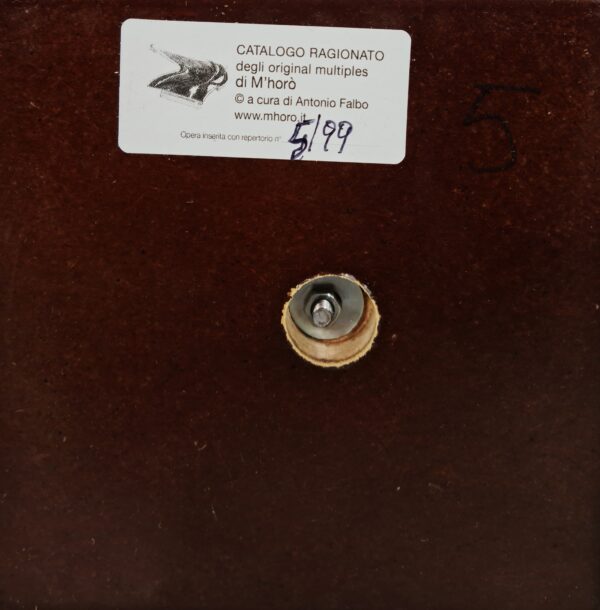 CATALOGO RAGIONATO
degli original multiples
di M'horò
© a cura di Antonio Falbo
www.mhoro.it
Opera inserita con repertorio n° 5/99
5